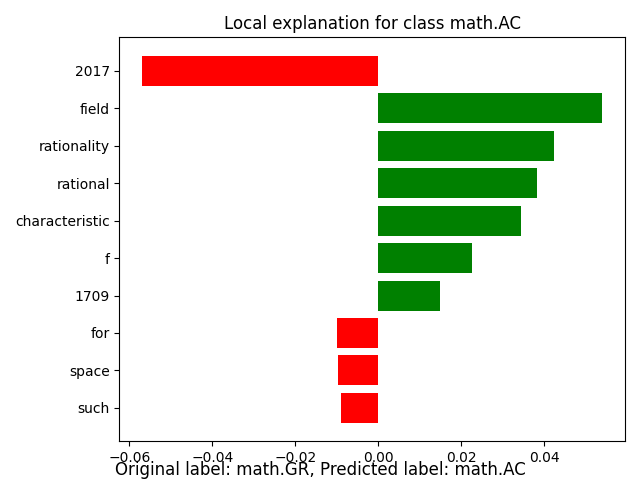 Local explanation for class math.AC
2017
field
rationality
rational
characteristic
f
1709
for
space
such
−0.06 −0.04 −0.02 0.00 0.02 0.04
Original label: math.GR, Predicted label: math.AC